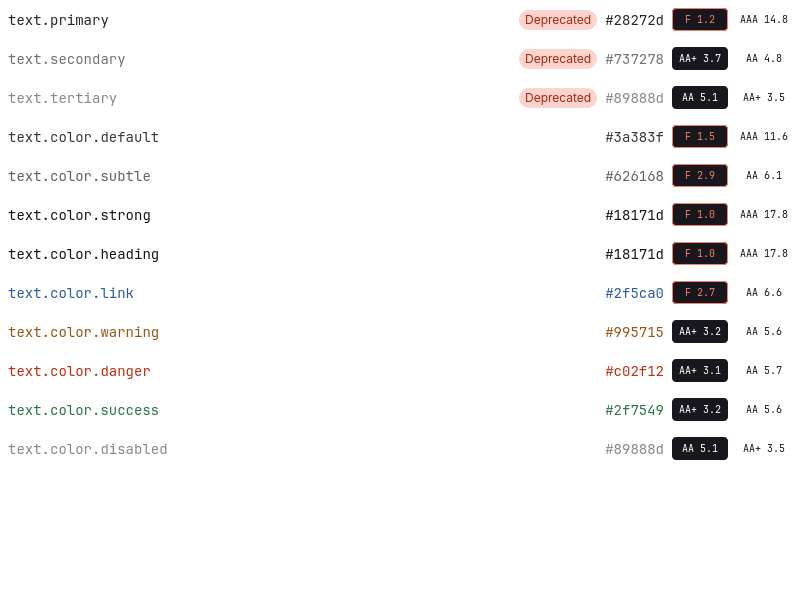 text.primary Deprecated #28272d F 1.2 AAA 14.8
text.secondary Deprecated #737278 AA+ 3.7 AA 4.8
text.tertiary Deprecated #89888d AA 5.1 AA+ 3.5
text.color.default #3a383f F 1.5 AAA 11.6
text.color.subtle #626168 F 2.9 AA 6.1
text.color.strong #18171d F 1.0 AAA 17.8
text.color.heading #18171d F 1.0 AAA 17.8
text.color.link #2f5ca0 F 2.7 AA 6.6
text.color.warning #995715 AA+ 3.2 AA 5.6
text.color.danger #c02f12 AA+ 3.1 AA 5.7
text.color.success #2f7549 AA+ 3.2 AA 5.6
text.color.disabled #89888d AA 5.1 AA+ 3.5